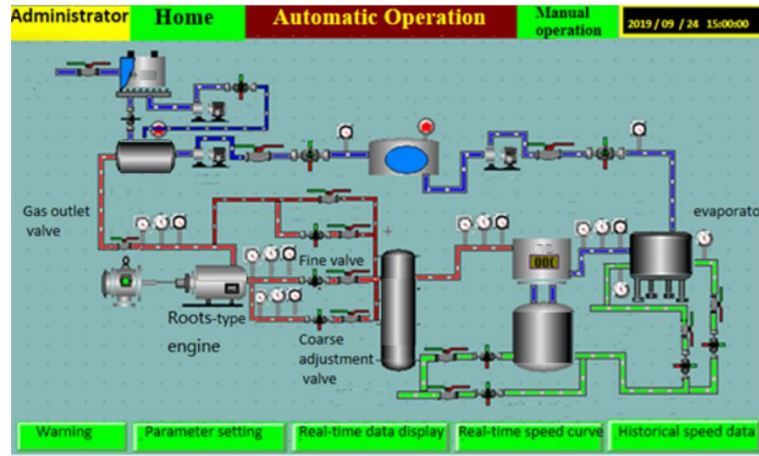 Administrator
Home
Automatic Operation
Manual
operation
2019 / 09 / 24 15:00:00
Gas outlet
valve
evaporato
Fine valve
Roots-type
engine
Coarse
adjustment
valve
Warning
Parameter setting
Real-time data display
Real-time speed curve
Historical speed data